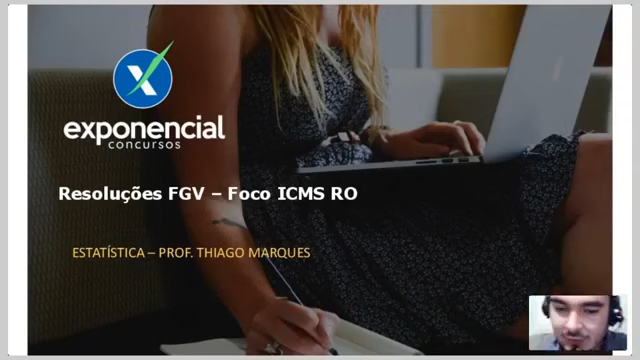 exponencial
concursos
Resoluções FGV – Foco ICMS RO
ESTATÍSTICA – PROF. THIAGO MARQUES